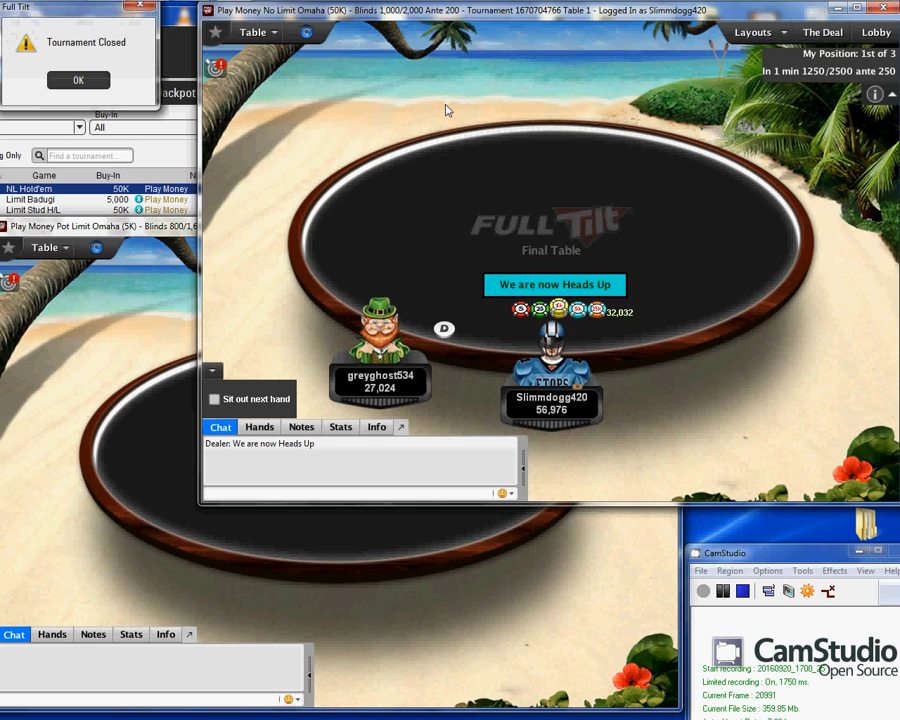 Full Tilt
Tournament Closed
OK
ackpot
Buy-In
All
g Only
Find a tournament...
Game Buy-In N
NL Hold'em 50K Play Money
Limit Badugi 5,000 Play Money
Limit Stud H/L 50K Play Money
Play Money Pot Limit Omaha (5K) - Blinds 800/1,6
Table
Play Money No Limit Omaha (50K) - Blinds 1,000/2,000 Ante 200 - Tournament 1670704766 Table 1 - Logged In as Slimmdogg420
Table
Layouts
The Deal
Lobby
My Position: 1st of 3
In 1 min 1250/2500 ante 250
FULL TILT
Final Table
We are now Heads Up
32,032
D
greyghost534
27,024
JETOPS
Slimmdogg420
56,976
Sit out next hand
Chat Hands Notes Stats Info
Dealer: We are now Heads Up
Chat Hands Notes Stats Info
CamStudio
File Region Options Tools Effects View Help
CamStudio
Open Source
Start recording : 20160920_1700_
Limited recording : On, 1750 ms.
Current Frame : 20991
Current File Size : 359.85 Mb